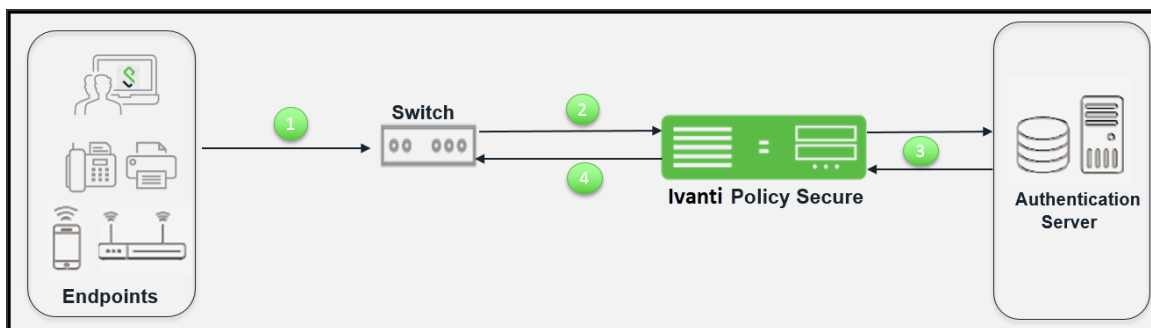 Endpoints
1
Switch
2
4
Ivanti Policy Secure
3
Authentication
Server